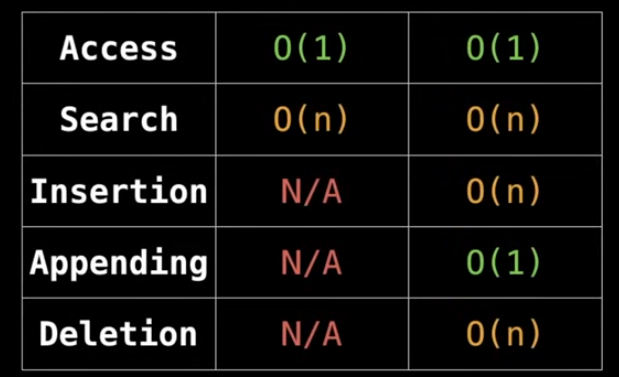 Access O(1) O(1)
Search O(n) O(n)
Insertion N/A O(n)
Appending N/A O(1)
Deletion N/A O(n)